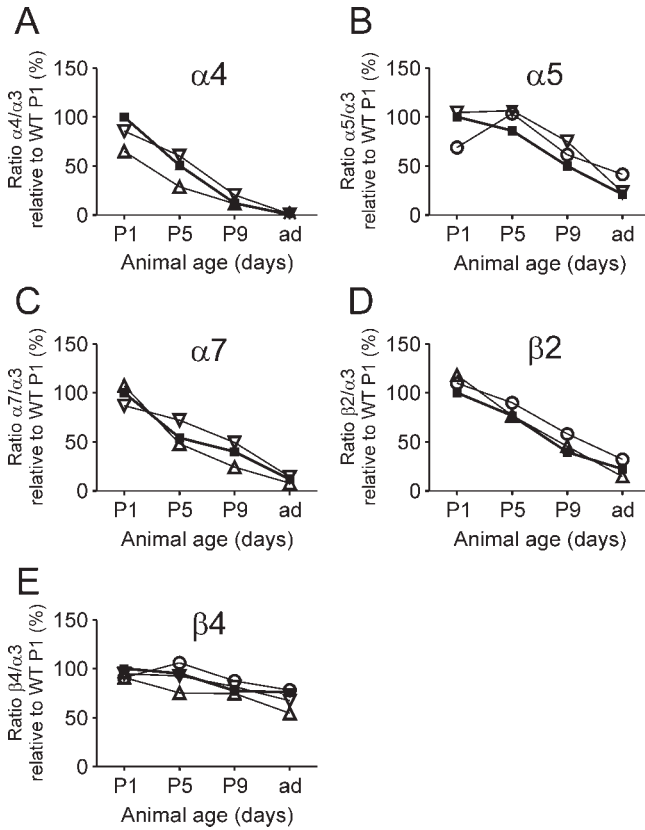 A
α4
Ratio α4/α3
relative to WT P1 (%)
150
100
50
0
P1 P5 P9 ad
Animal age (days)
B
α5
Ratio α5/α3
relative to WT P1 (%)
150
100
50
0
P1 P5 P9 ad
Animal age (days)
C
α7
Ratio α7/α3
relative to WT P1 (%)
150
100
50
0
P1 P5 P9 ad
Animal age (days)
D
β2
Ratio β2/α3
relative to WT P1 (%)
150
100
50
0
P1 P5 P9 ad
Animal age (days)
E
β4
Ratio β4/α3
relative to WT P1 (%)
150
100
50
0
P1 P5 P9 ad
Animal age (days)